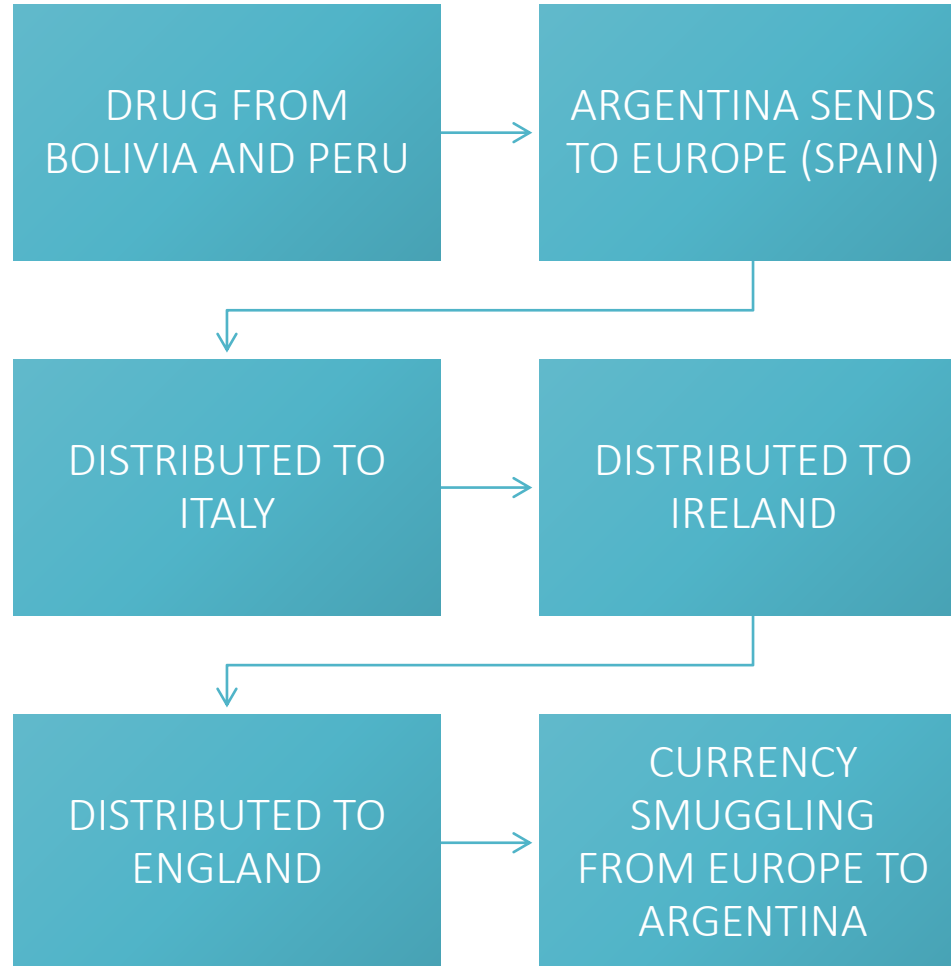 DRUG FROM
BOLIVIA AND PERU
ARGENTINA SENDS
TO EUROPE (SPAIN)
DISTRIBUTED TO
ITALY
DISTRIBUTED TO
IRELAND
DISTRIBUTED TO
ENGLAND
CURRENCY
SMUGGLING
FROM EUROPE TO
ARGENTINA